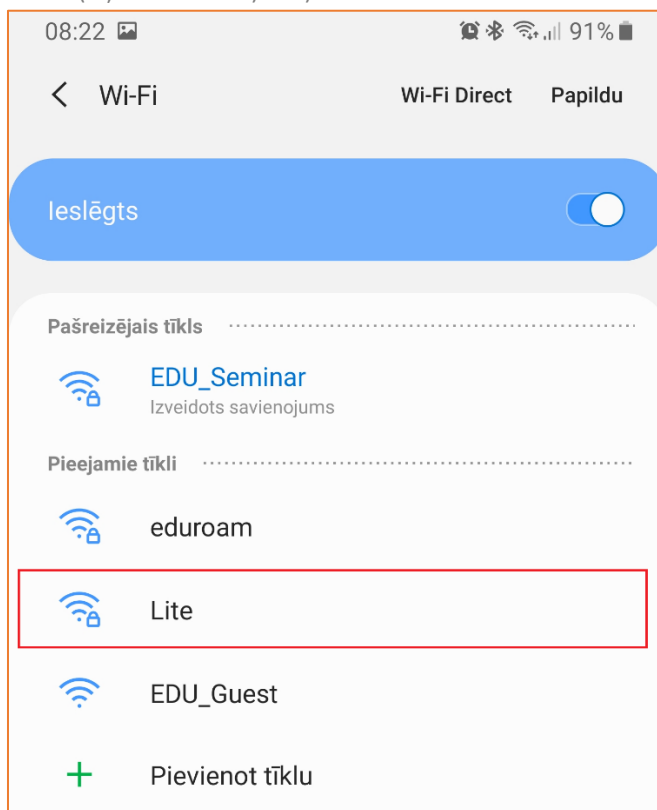 08:22 91%
Wi-Fi Wi-Fi Direct Papildu
Ieslēgts
Pašreizējais tīkls
EDU_Seminar
Izveidots savienojums
Pieejamie tīkli
eduroam
Lite
EDU_Guest
Pievienot tīklu